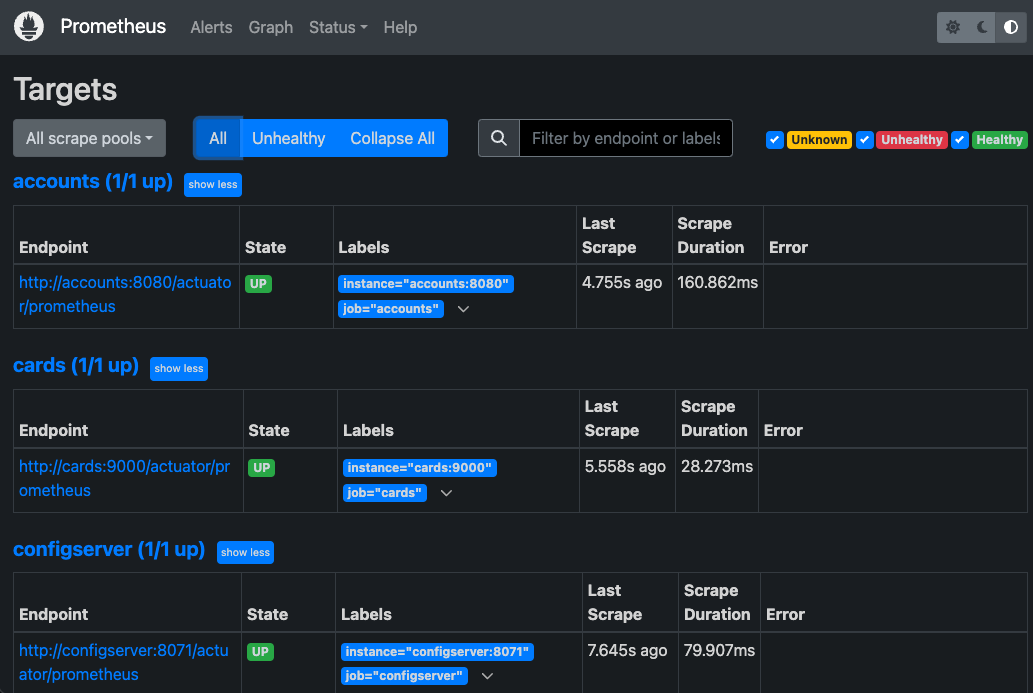 Prometheus Alerts Graph Status Help
Targets
All scrape pools All Unhealthy Collapse All Filter by endpoint or labels Unknown Unhealthy Healthy
accounts (1/1 up) show less
Last Scrape
Endpoint State Labels Scrape Duration Error
http://accounts:8080/actuato UP instance="accounts:8080" 4.755s ago 160.862ms
r/prometheus job="accounts"
cards (1/1 up) show less
Last Scrape
Endpoint State Labels Scrape Duration Error
http://cards:9000/actuator/pr UP instance="cards:9000" 5.558s ago 28.273ms
ometheus job="cards"
configserver (1/1 up) show less
Last Scrape
Endpoint State Labels Scrape Duration Error
http://configserver:8071/actu UP instance="configserver:8071" 7.645s ago 79.907ms
ator/prometheus job="configserver"